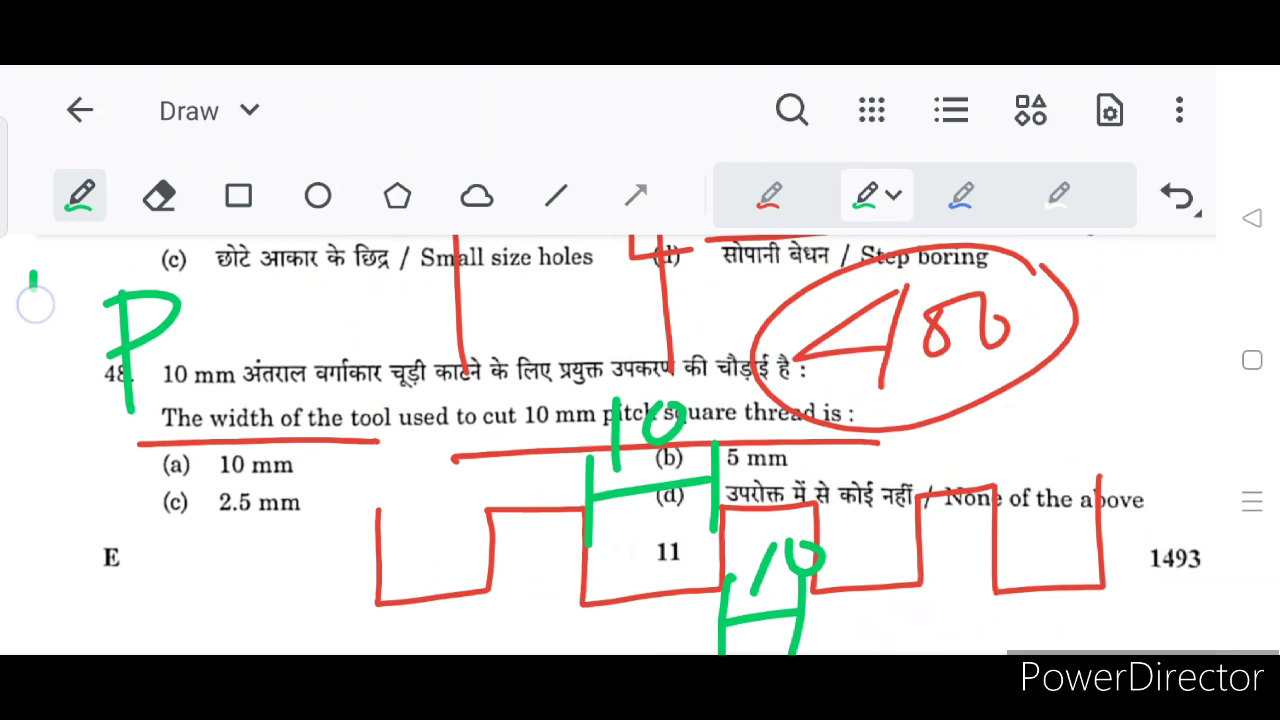 Draw
(c) छोटे आकार के छिद्र / Small size holes (d) सोपानी बेधन / Step boring
P
480
48. 10 mm अंतराल वर्गाकार चूड़ी काटने के लिए प्रयुक्त उपकरण की चौड़ाई है :
The width of the tool used to cut 10 mm pitch square thread is :
10
(a) 10 mm (b) 5 mm
(c) 2.5 mm (d) उपरोक्त में से कोई नहीं / None of the above
10
E 11 1493
PowerDirector